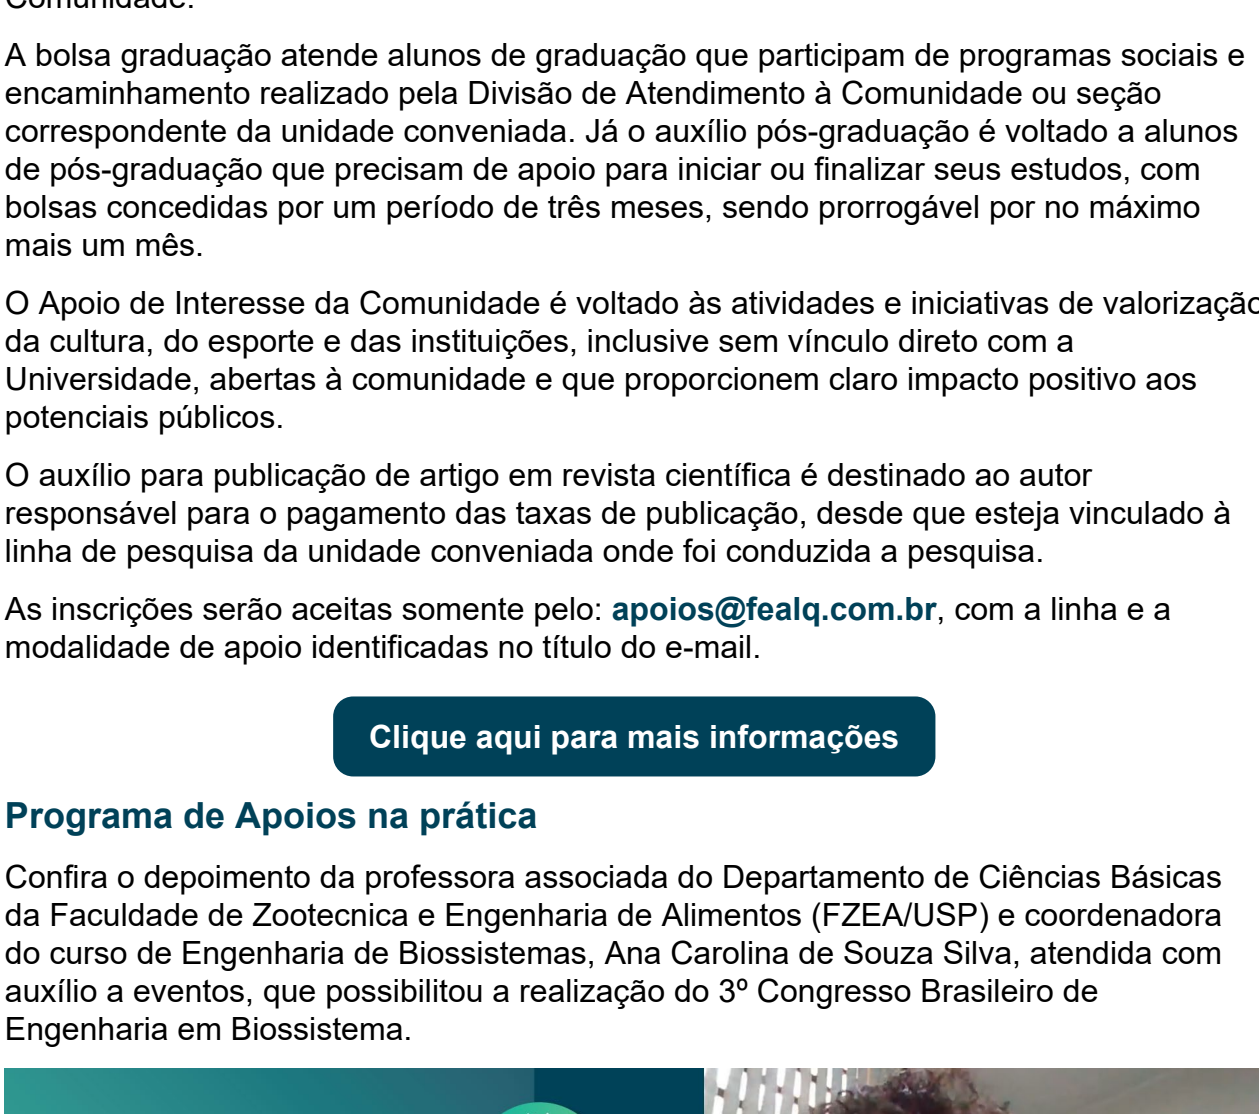 Comunidade.
A bolsa graduação atende alunos de graduação que participam de programas sociais e
encaminhamento realizado pela Divisão de Atendimento à Comunidade ou seção
correspondente da unidade conveniada. Já o auxílio pós-graduação é voltado a alunos
de pós-graduação que precisam de apoio para iniciar ou finalizar seus estudos, com
bolsas concedidas por um período de três meses, sendo prorrogável por no máximo
mais um mês.
O Apoio de Interesse da Comunidade é voltado às atividades e iniciativas de valorização
da cultura, do esporte e das instituições, inclusive sem vínculo direto com a
Universidade, abertas à comunidade e que proporcionem claro impacto positivo aos
potenciais públicos.
O auxílio para publicação de artigo em revista científica é destinado ao autor
responsável para o pagamento das taxas de publicação, desde que esteja vinculado à
linha de pesquisa da unidade conveniada onde foi conduzida a pesquisa.
As inscrições serão aceitas somente pelo: apoios@fealq.com.br, com a linha e a
modalidade de apoio identificadas no título do e-mail.
Clique aqui para mais informações
Programa de Apoios na prática
Confira o depoimento da professora associada do Departamento de Ciências Básicas
da Faculdade de Zootecnica e Engenharia de Alimentos (FZEA/USP) e coordenadora
do curso de Engenharia de Biossistemas, Ana Carolina de Souza Silva, atendida com
auxílio a eventos, que possibilitou a realização do 3º Congresso Brasileiro de
Engenharia em Biossistema.